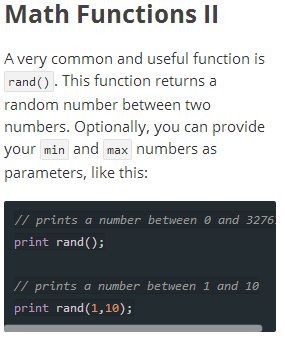 Math Functions II
A very common and useful function is
rand(). This function returns a
random number between two
numbers. Optionally, you can provide
your min and max numbers as
parameters, like this:
// prints a number between 0 and 3276
print rand();
// prints a number between 1 and 10
print rand(1,10);